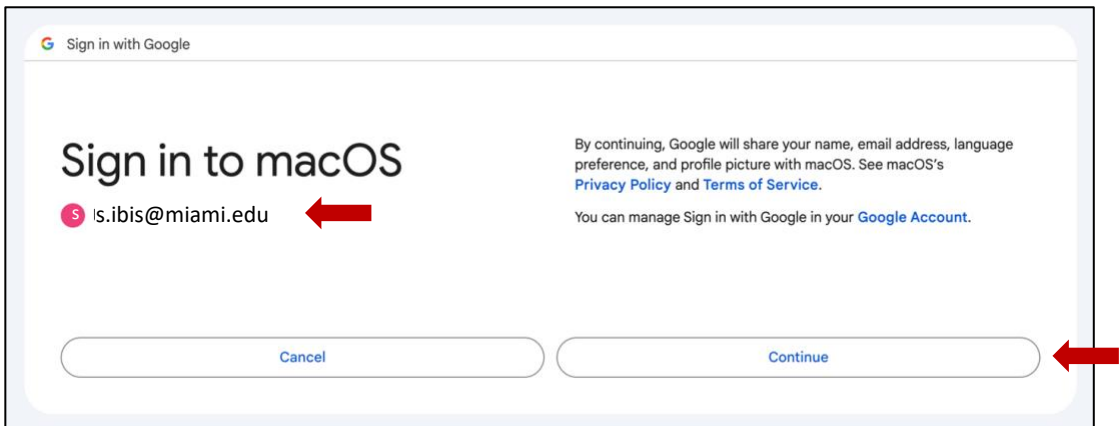 Sign in with Google
Sign in to macOS
S s.ibis@miami.edu
By continuing, Google will share your name, email address, language
preference, and profile picture with macOS. See macOS's
Privacy Policy and Terms of Service.
You can manage Sign in with Google in your Google Account.
Cancel
Continue